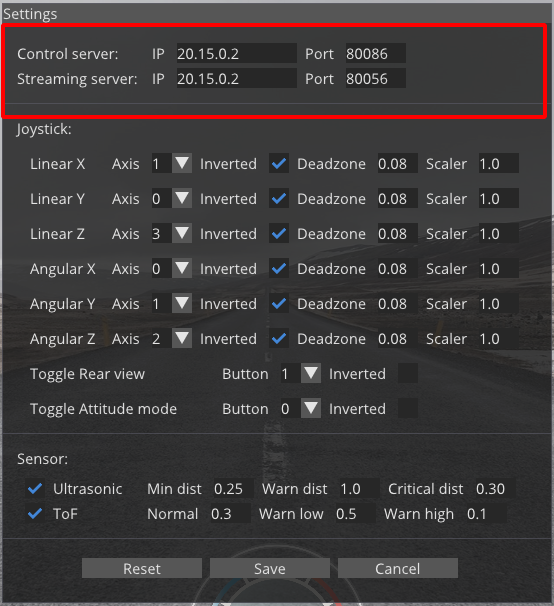 Settings
Control server: IP 20.15.0.2 Port 80086
Streaming server: IP 20.15.0.2 Port 80056
Joystick:
Linear X Axis 1 Inverted Deadzone 0.08 Scaler 1.0
Linear Y Axis 0 Inverted Deadzone 0.08 Scaler 1.0
Linear Z Axis 3 Inverted Deadzone 0.08 Scaler 1.0
Angular X Axis 0 Inverted Deadzone 0.08 Scaler 1.0
Angular Y Axis 1 Inverted Deadzone 0.08 Scaler 1.0
Angular Z Axis 2 Inverted Deadzone 0.08 Scaler 1.0
Toggle Rear view Button 1 Inverted
Toggle Attitude mode Button 0 Inverted
Sensor:
Ultrasonic Min dist 0.25 Warn dist 1.0 Critical dist 0.30
ToF Normal 0.3 Warn low 0.5 Warn high 0.1
Reset Save Cancel